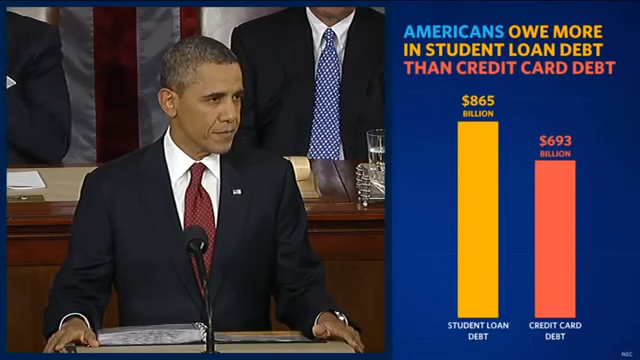 AMERICANS OWE MORE
IN STUDENT LOAN DEBT
THAN CREDIT CARD DEBT
$865
BILLION
$693
BILLION
STUDENT LOAN
DEBT
CREDIT CARD
DEBT
NEC